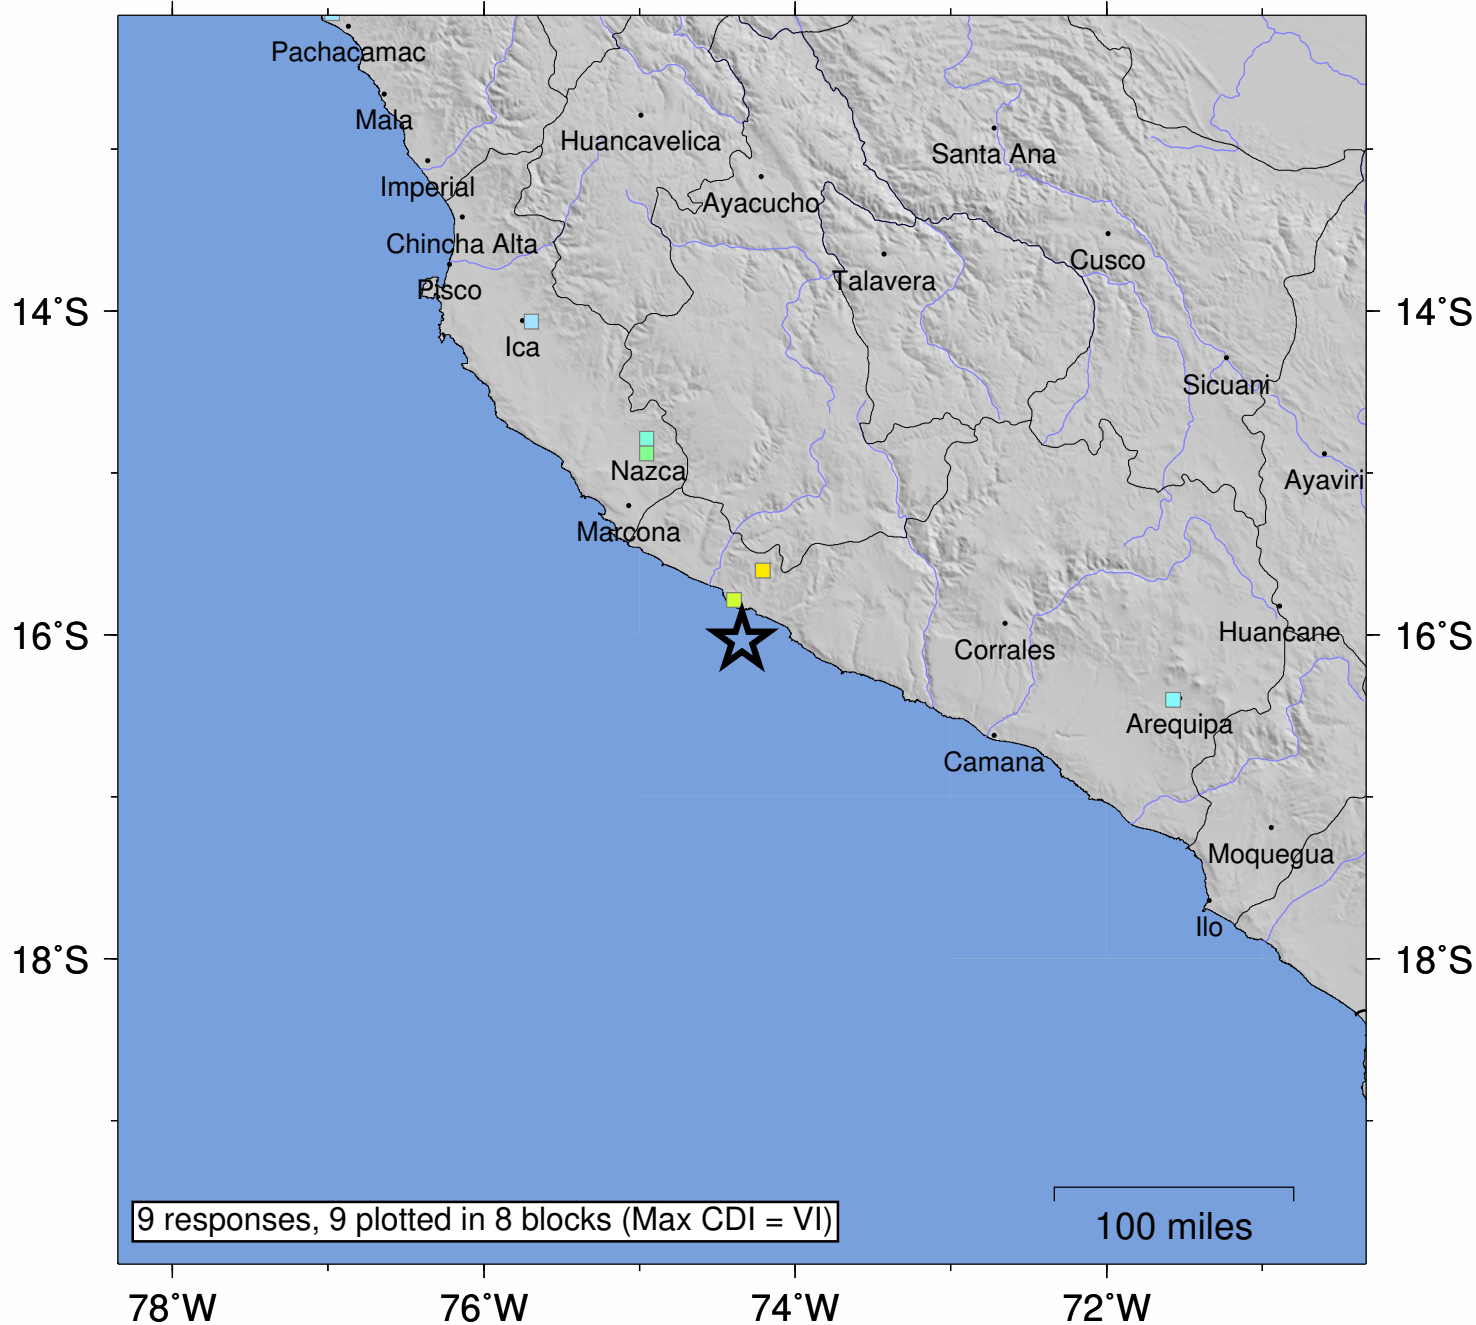 Pachacamac
Mala
Huancavelica
Santa Ana
Imperial
Ayacucho
Chincha Alta
Cusco
Talavera
Pisco
14°S
14°S
Ica
Sicuani
Nazca
Ayaviri
Marcona
16°S
16°S
Huancane
Corrales
Arequipa
Camana
Moquegua
Ilo
18°S
18°S
9 responses, 9 plotted in 8 blocks (Max CDI = VI)
100 miles
78°W
76°W
74°W
72°W